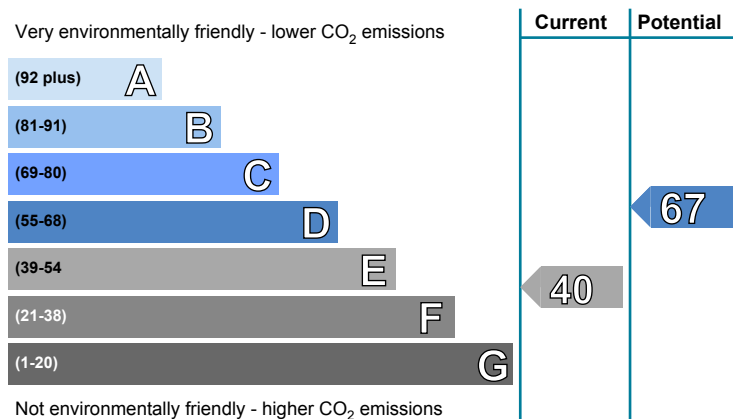 Current Potential
Very environmentally friendly - lower CO2 emissions
(92 plus) A
(81-91) B
(69-80) C
67
(55-68) D
(39-54 E
40
(21-38) F
(1-20) G
Not environmentally friendly - higher CO2 emissions